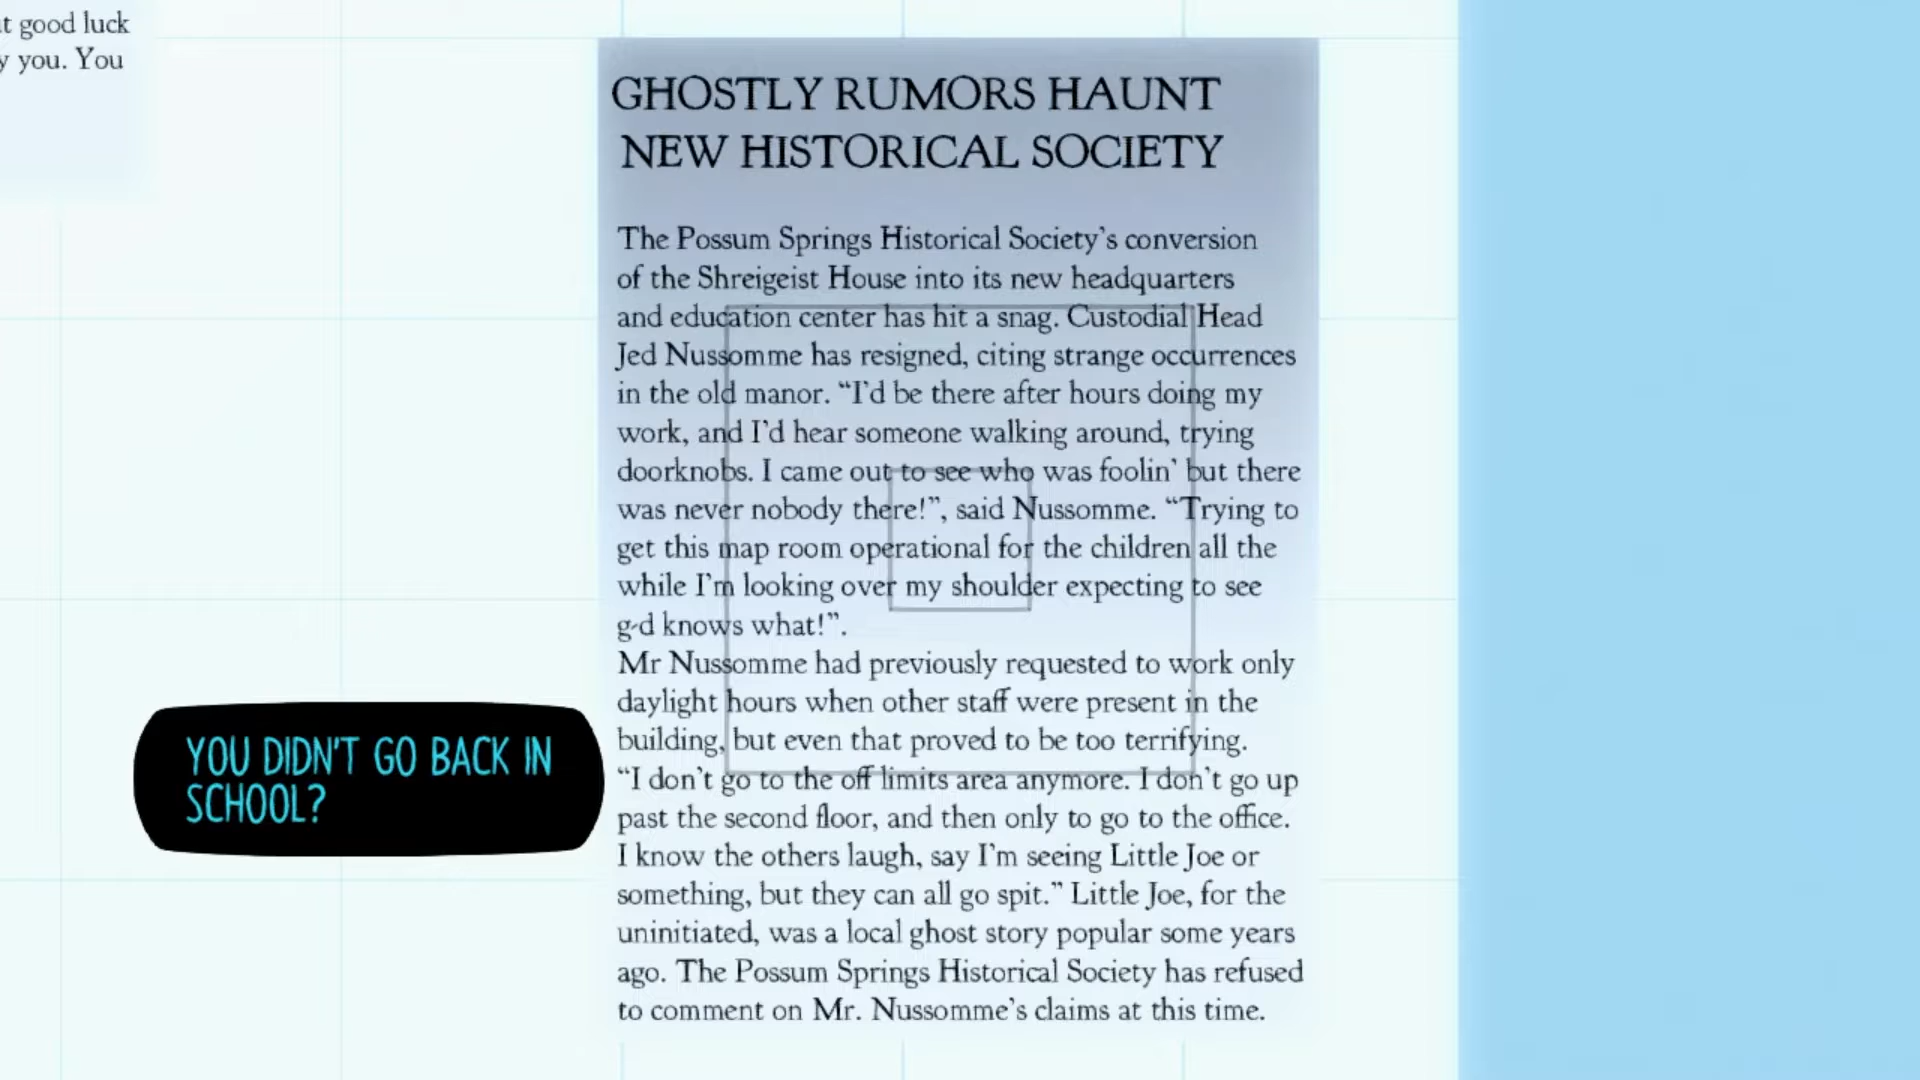 t good luck
y you. You
GHOSTLY RUMORS HAUNT
NEW HISTORICAL SOCIETY
The Possum Springs Historical Society's conversion
of the Shreigeist House into its new headquarters
and education center has hit a snag. Custodial Head
Jed Nussomme has resigned, citing strange occurrences
in the old manor. “I'd be there after hours doing my
work, and I'd hear someone walking around, trying
doorknobs. I came out to see who was foolin' but there
was never nobody there!”, said Nussomme. “Trying to
get this map room operational for the children all the
while I'm looking over my shoulder expecting to see
g-d knows what!”.
Mr Nussomme had previously requested to work only
daylight hours when other staff were present in the
building, but even that proved to be too terrifying.
“I don't go to the off limits area anymore. I don't go up
past the second floor, and then only to go to the office.
I know the others laugh, say I'm seeing Little Joe or
something, but they can all go spit.” Little Joe, for the
uninitiated, was a local ghost story popular some years
ago. The Possum Springs Historical Society has refused
to comment on Mr. Nussomme's claims at this time.
YOU DIDN'T GO BACK IN
SCHOOL?